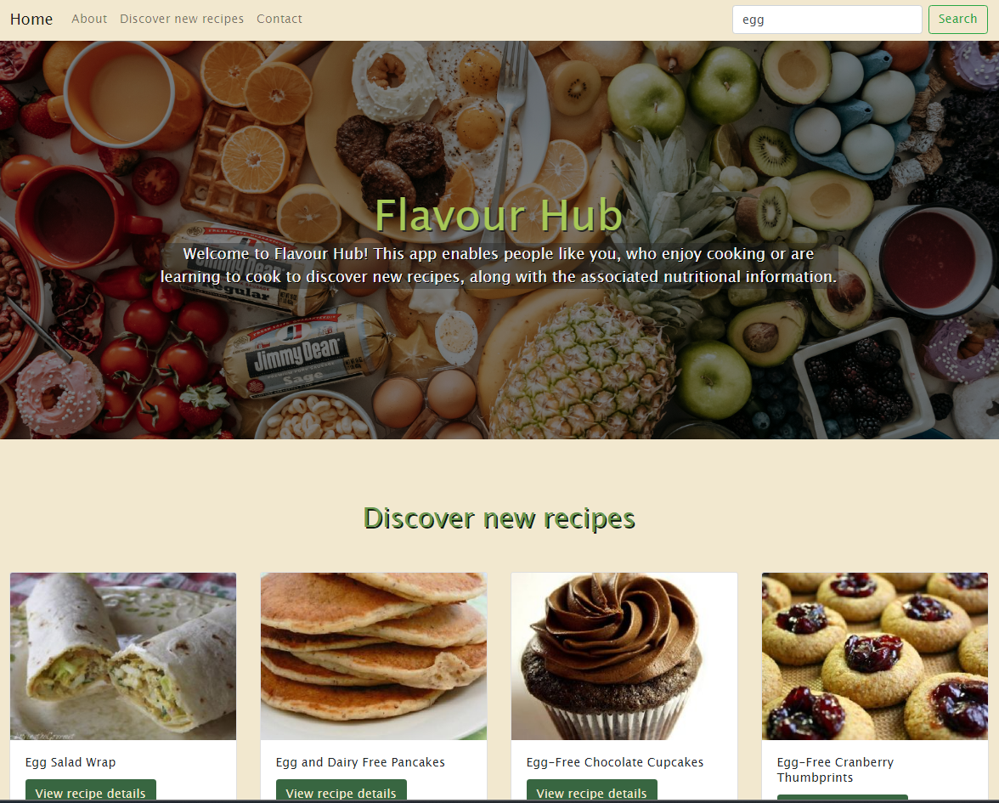 Home About Discover new recipes Contact egg Search
Flavour Hub
Welcome to Flavour Hub! This app enables people like you, who enjoy cooking or are
learning to cook to discover new recipes, along with the associated nutritional information.
Regular
Jimmy Dean
sage
Discover new recipes
Egg Salad Wrap
Egg and Dairy Free Pancakes
Egg-Free Chocolate Cupcakes
Egg-Free Cranberry
Thumbprints
View recipe details
View recipe details
View recipe details